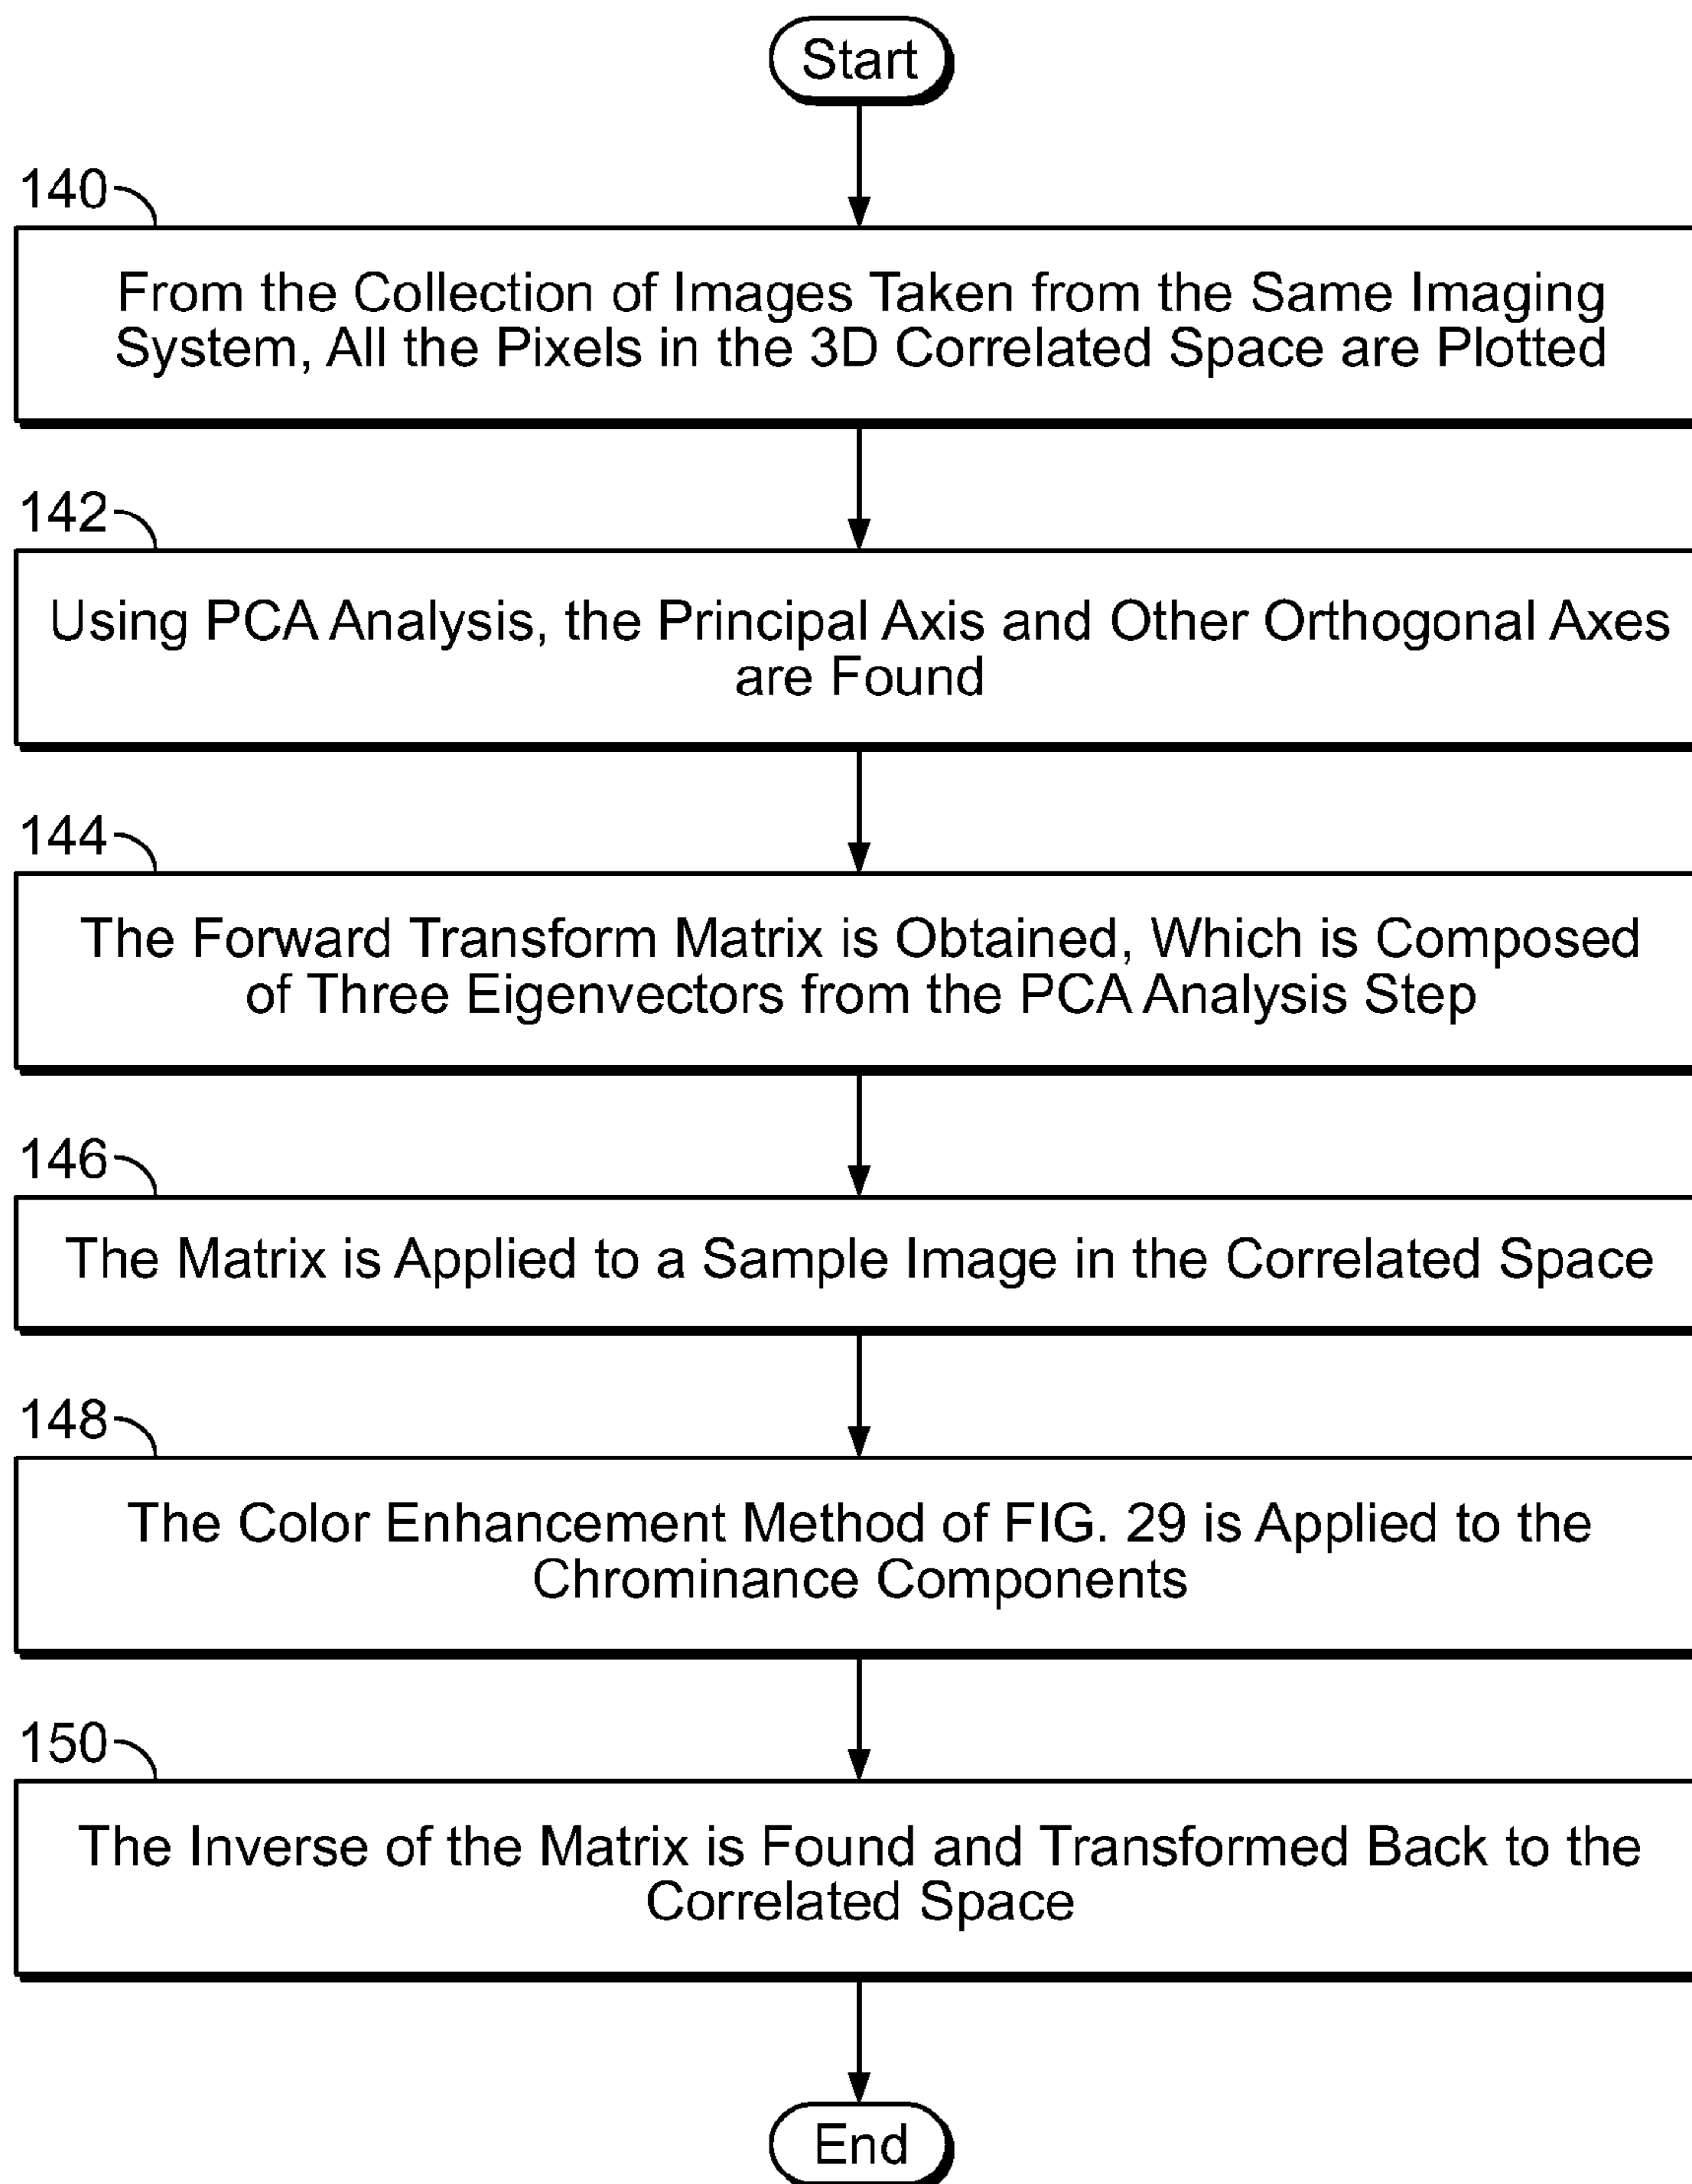 Start
140
From the Collection of Images Taken from the Same Imaging
System, All the Pixels in the 3D Correlated Space are Plotted
142
Using PCA Analysis, the Principal Axis and Other Orthogonal Axes
are Found
144
The Forward Transform Matrix is Obtained, Which is Composed
of Three Eigenvectors from the PCA Analysis Step
146
The Matrix is Applied to a Sample Image in the Correlated Space
148
The Color Enhancement Method of FIG. 29 is Applied to the
Chrominance Components
150
The Inverse of the Matrix is Found and Transformed Back to the
Correlated Space
End